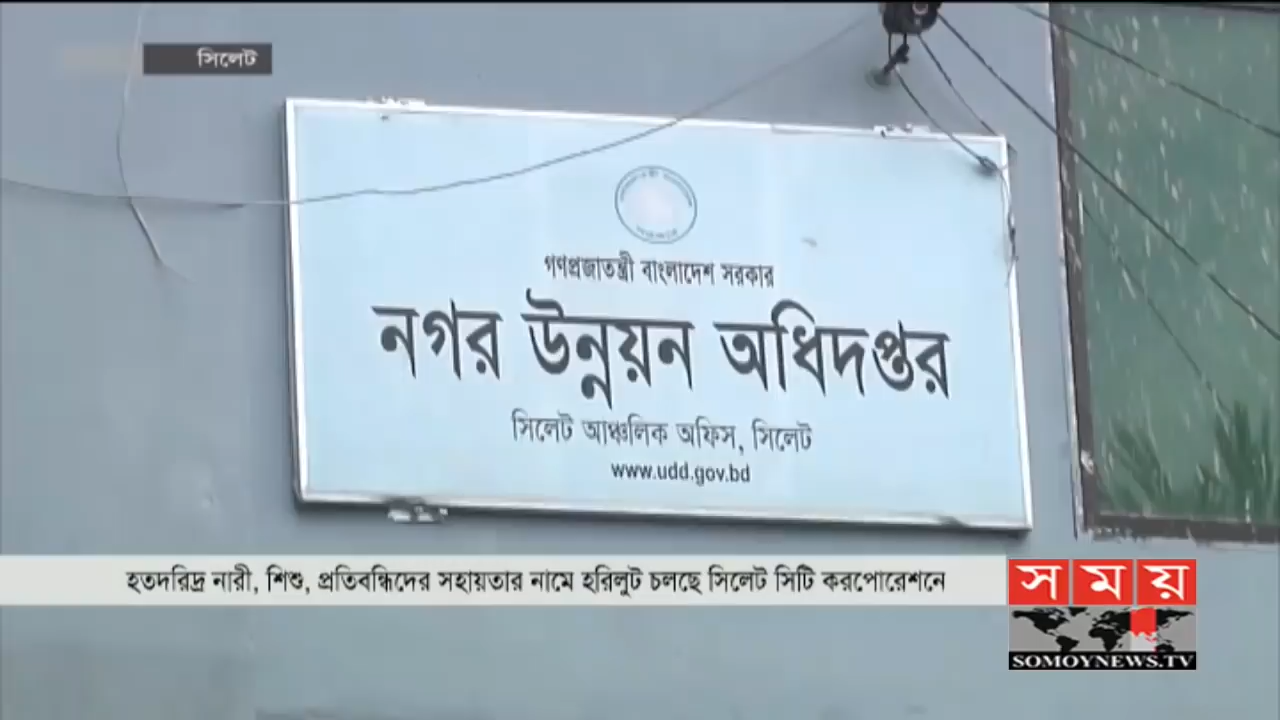 সিলেট
গণপ্রজাতন্ত্রী বাংলাদেশ সরকার
নগর উন্নয়ন অধিদপ্তর
সিলেট আঞ্চলিক অফিস, সিলেট
www.udd.gov.bd
হতদরিদ্র নারী, শিশু, প্রতিবন্ধিদের সহায়তার নামে হরিলুট চলছে সিলেট সিটি করপোরেশনে
সময়
SOMOYNEWS.TV